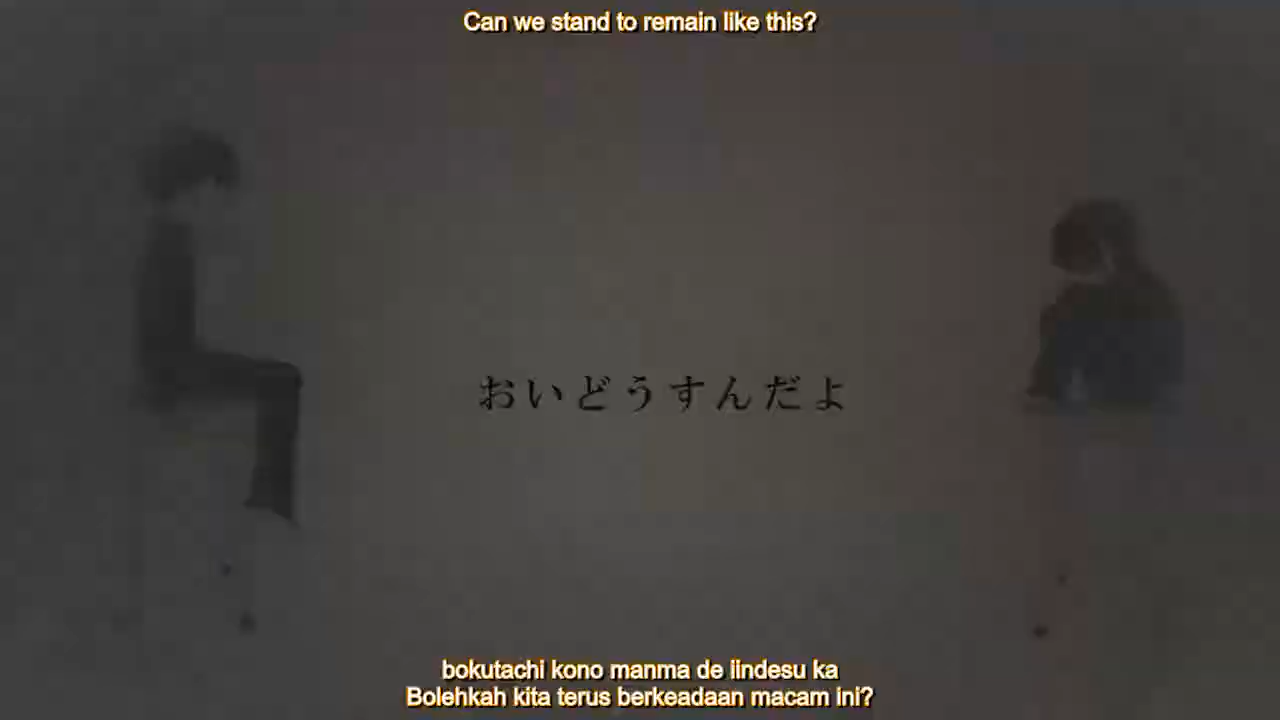 Can we stand to remain like this?
おいどうすんだよ
bokutachi kono manma de iindesu ka
Bolehkah kita terus berkeadaan macam ini?